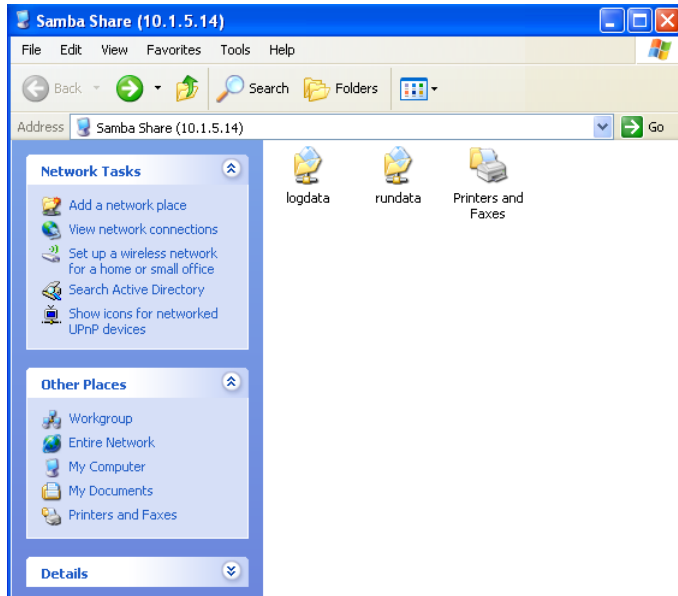 Samba Share (10.1.5.14)
File Edit View Favorites Tools Help
Back Search Folders
Address Samba Share (10.1.5.14) Go
Network Tasks
Add a network place
View network connections
Set up a wireless network
for a home or small office
Search Active Directory
Show icons for networked
UPnP devices
Other Places
Workgroup
Entire Network
My Computer
My Documents
Printers and Faxes
Details
logdata rundata Printers and
Faxes